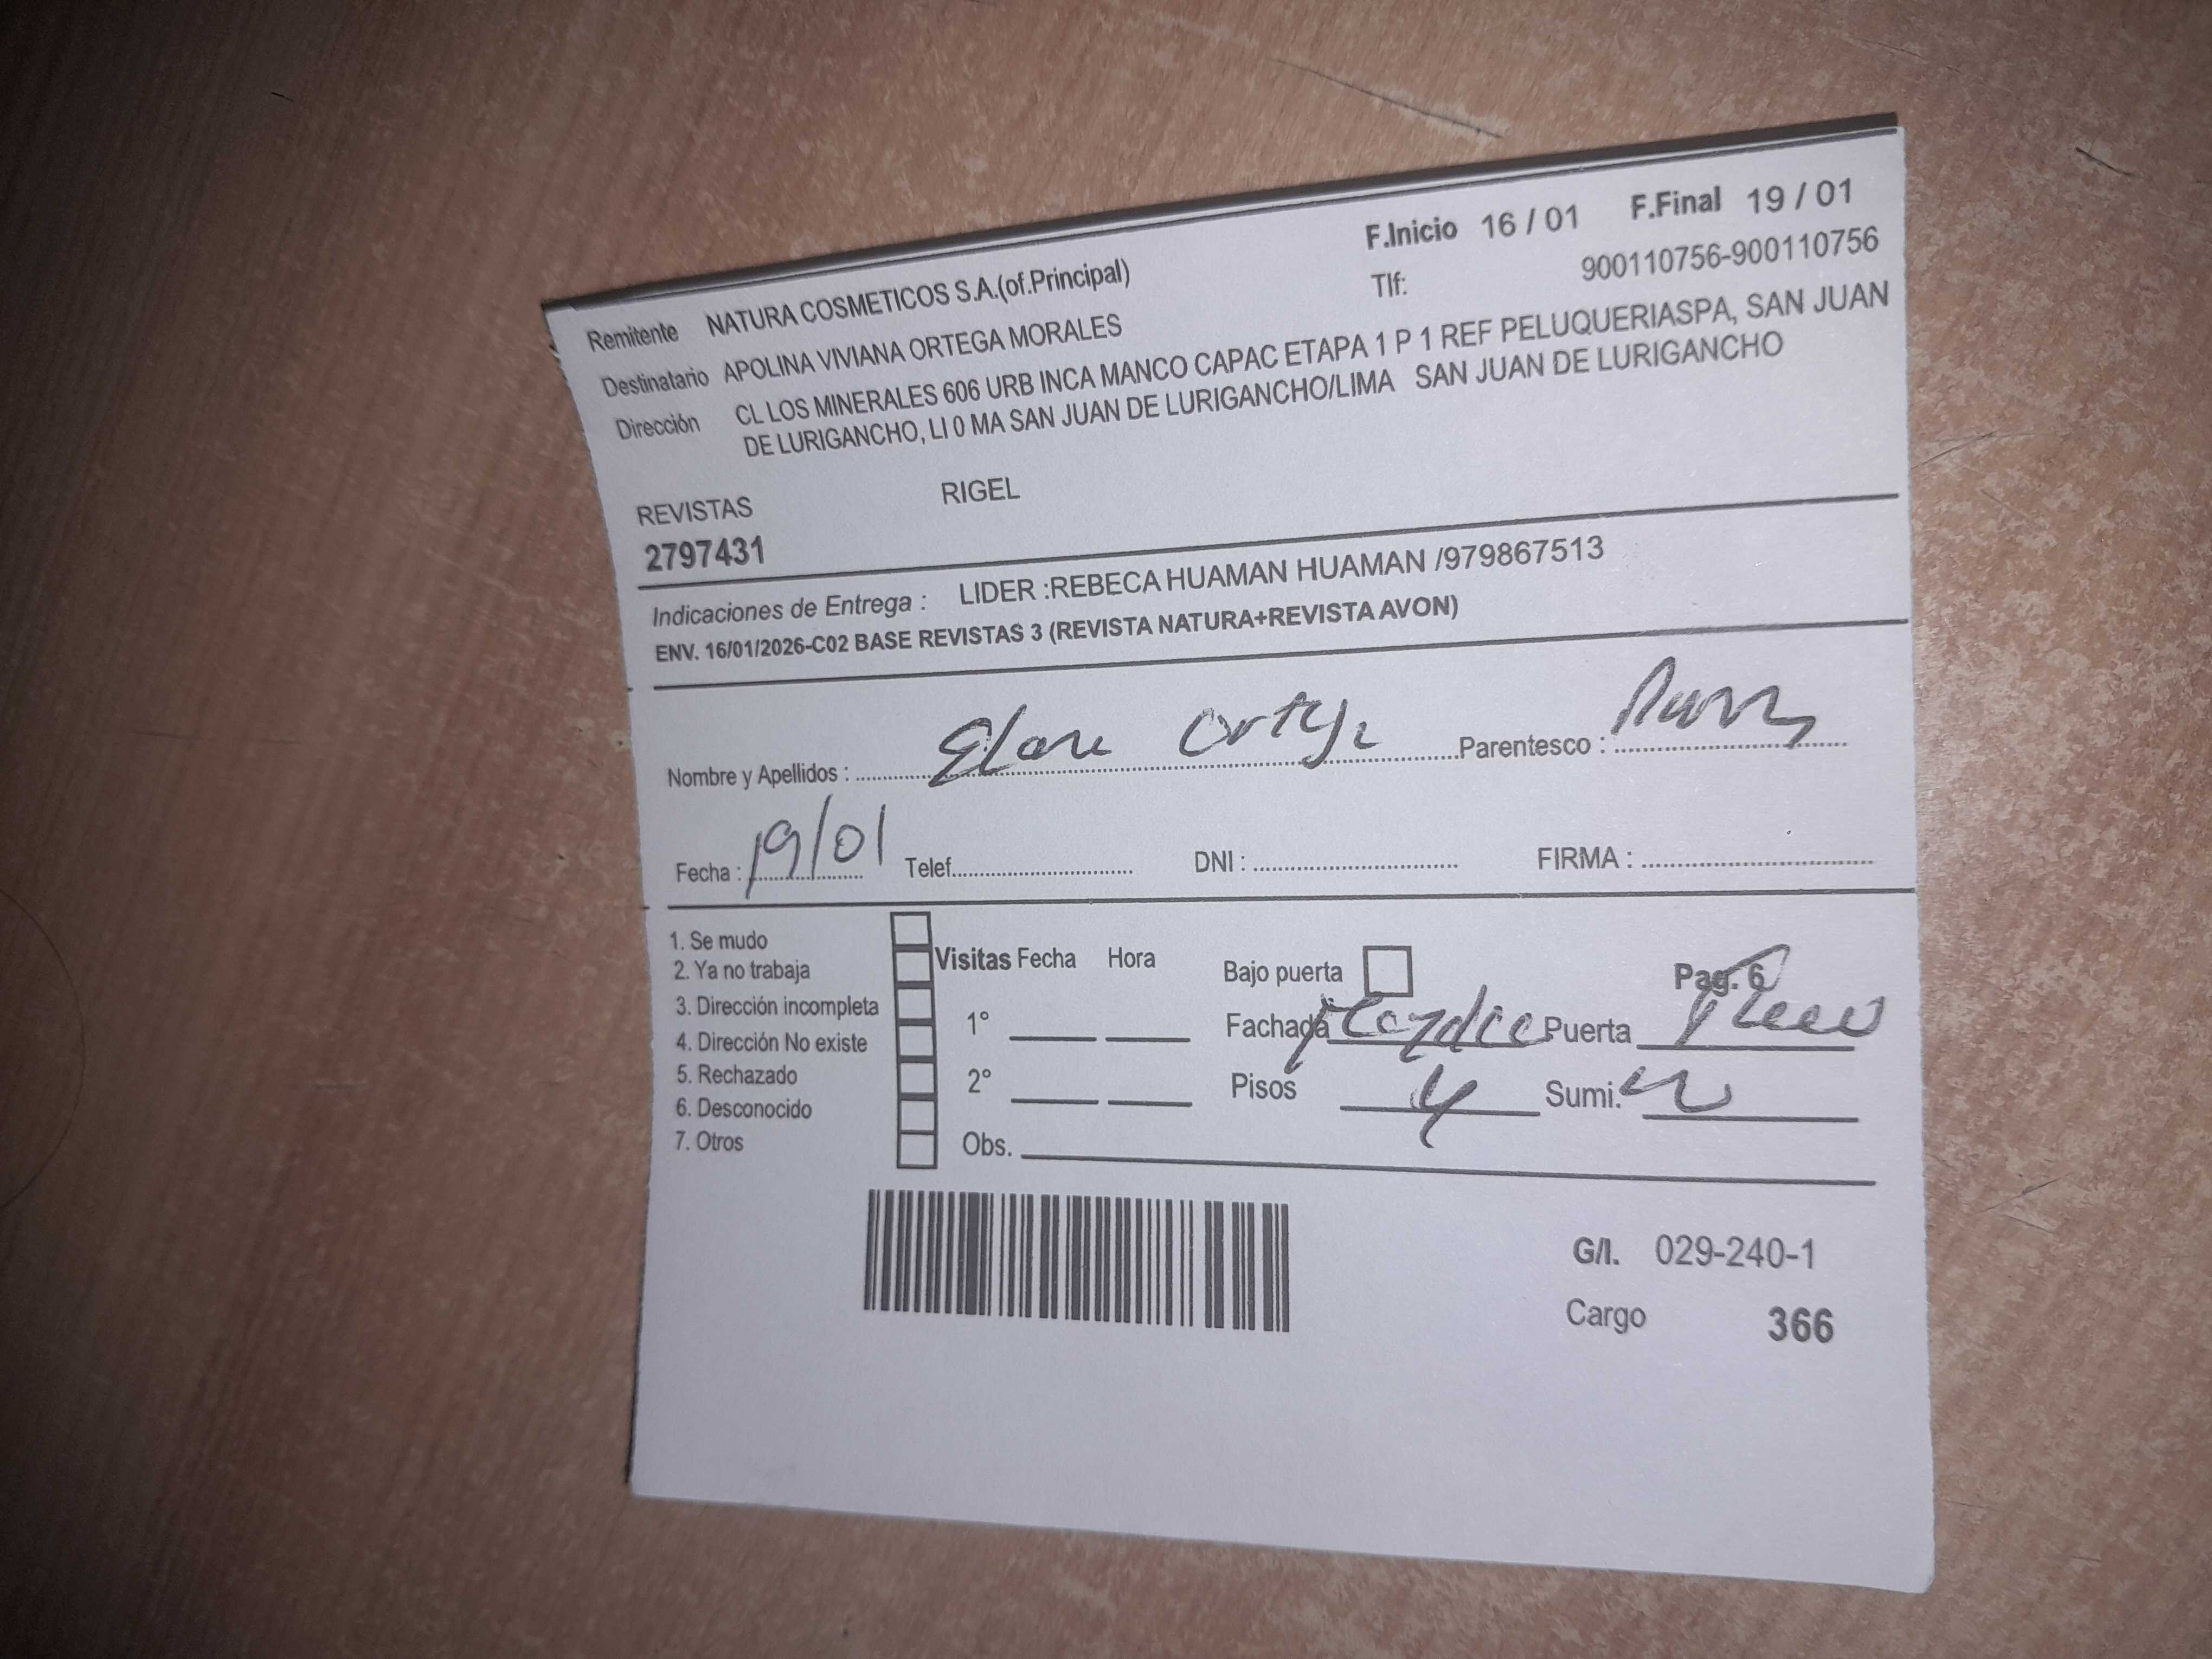 F.Inicio 16 / 01 F.Final 19 / 01
Remitente NATURA COSMETICOS S.A.(of.Principal) Tlf: 900110756-900110756
Destinatario APOLINA VIVIANA ORTEGA MORALES
Dirección CL LOS MINERALES 606 URB INCA MANCO CAPAC ETAPA 1 P 1 REF PELUQUERIASPA, SAN JUAN
DE LURIGANCHO, LI 0 MA SAN JUAN DE LURIGANCHO/LIMA SAN JUAN DE LURIGANCHO
REVISTAS RIGEL
2797431
Indicaciones de Entrega : LIDER :REBECA HUAMAN HUAMAN /979867513
ENV. 16/01/2026-C02 BASE REVISTAS 3 (REVISTA NATURA+REVISTA AVON)
Nombre y Apellidos : Parentesco :
Fecha : 19/01 Telef. DNI : FIRMA :
1. Se mudo
2. Ya no trabaja
3. Dirección incompleta
4. Dirección No existe
5. Rechazado
6. Desconocido
7. Otros
Visitas Fecha Hora
1°
2°
Obs.
Bajo puerta Pag. 6
Fachada Puerta
Pisos 4 Sumi.
G/I. 029-240-1
Cargo 366